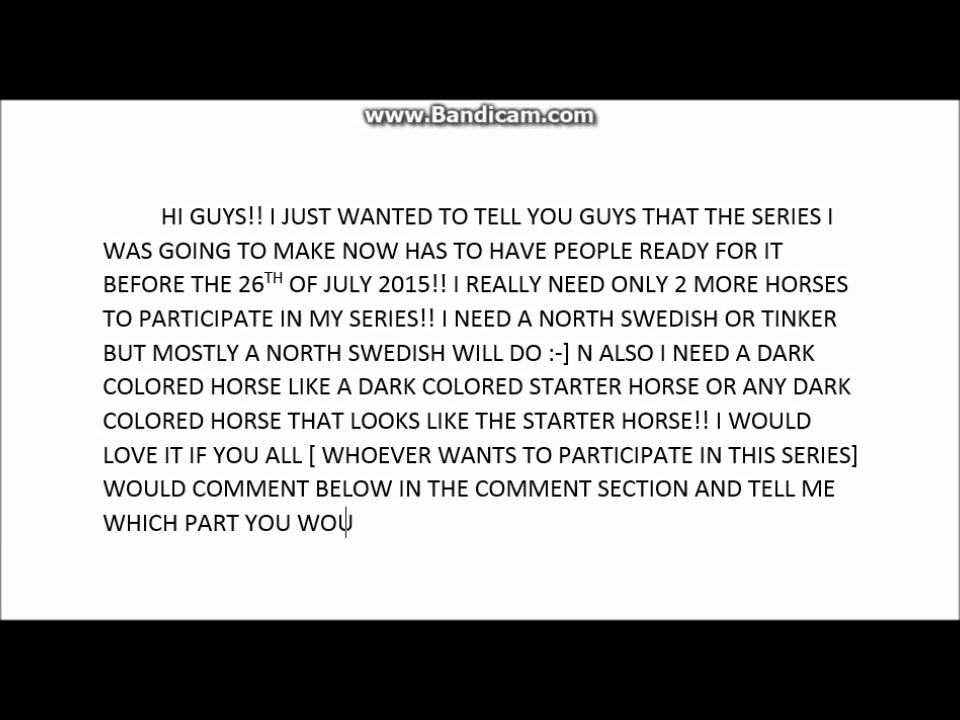 www.Bandicam.com
HI GUYS!! I JUST WANTED TO TELL YOU GUYS THAT THE SERIES I
WAS GOING TO MAKE NOW HAS TO HAVE PEOPLE READY FOR IT
BEFORE THE 26TH OF JULY 2015!! I REALLY NEED ONLY 2 MORE HORSES
TO PARTICIPATE IN MY SERIES!! I NEED A NORTH SWEDISH OR TINKER
BUT MOSTLY A NORTH SWEDISH WILL DO :-] N ALSO I NEED A DARK
COLORED HORSE LIKE A DARK COLORED STARTER HORSE OR ANY DARK
COLORED HORSE THAT LOOKS LIKE THE STARTER HORSE!! I WOULD
LOVE IT IF YOU ALL [ WHOEVER WANTS TO PARTICIPATE IN THIS SERIES]
WOULD COMMENT BELOW IN THE COMMENT SECTION AND TELL ME
WHICH PART YOU WOU